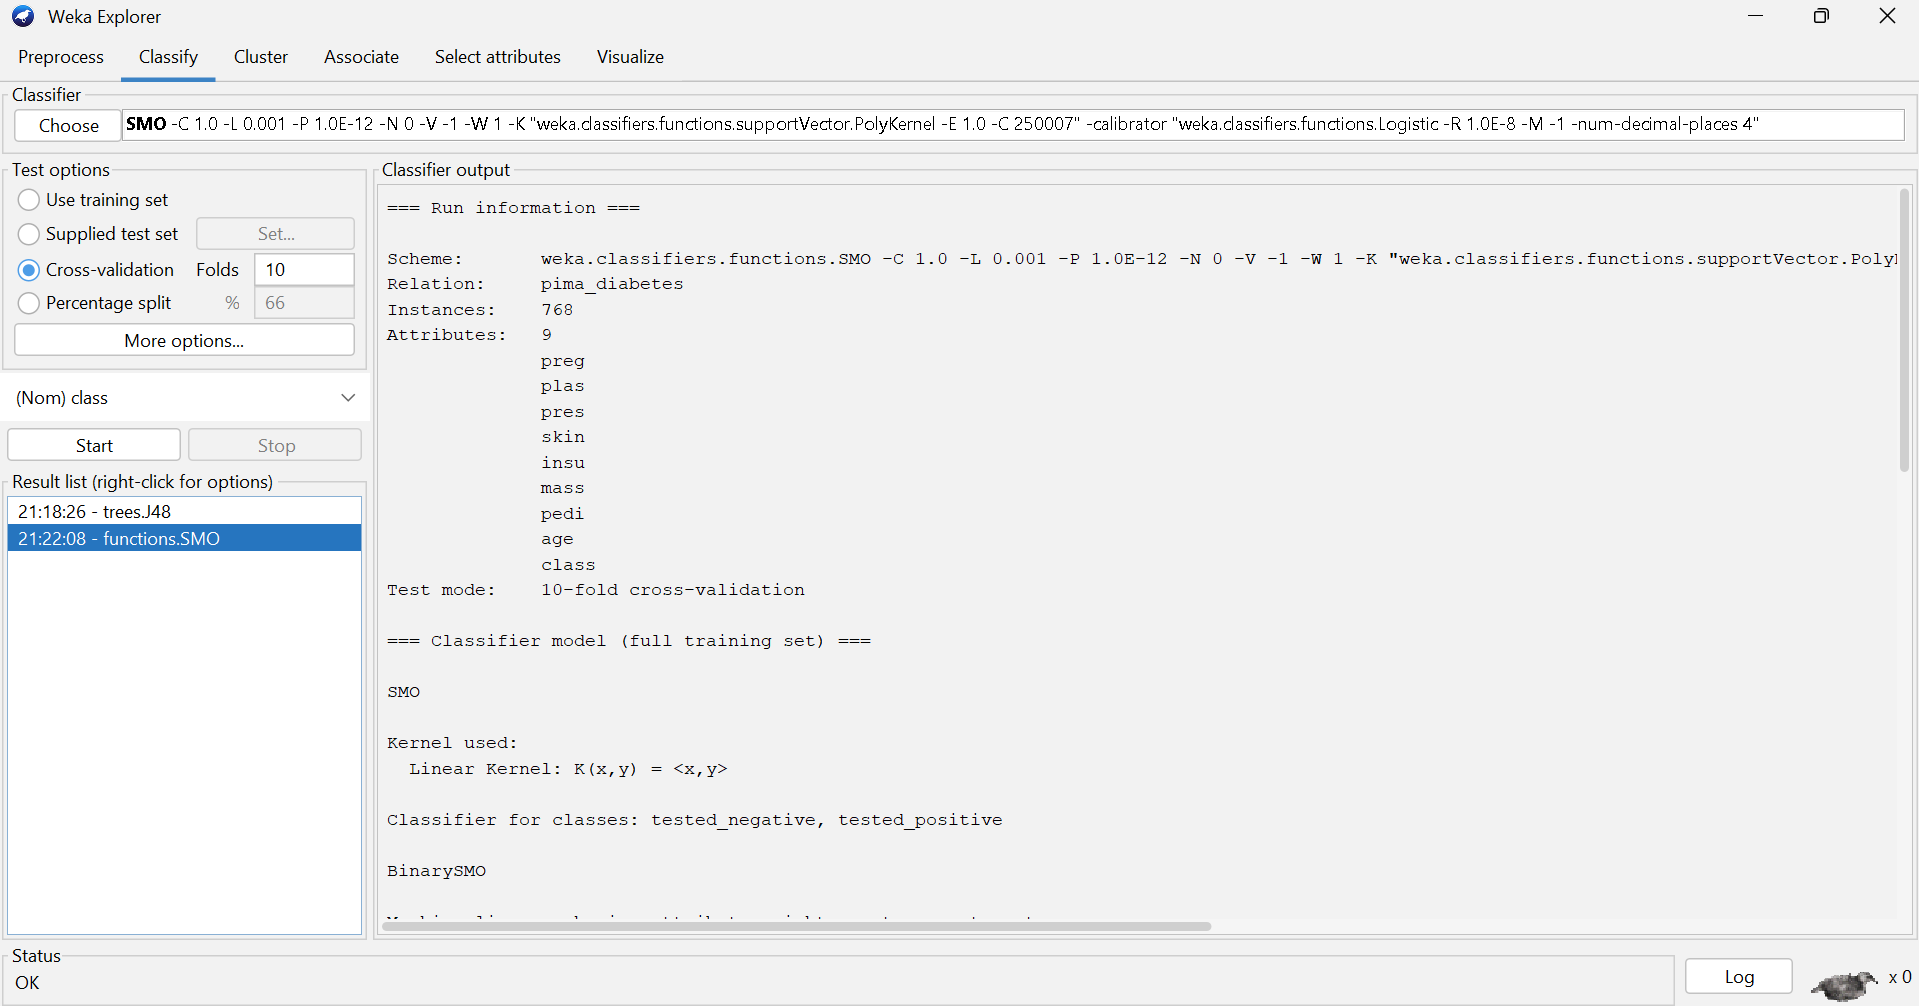 Weka Explorer
Preprocess Classify Cluster Associate Select attributes Visualize
Classifier
Choose SMO -C 1.0 -L 0.001 -P 1.0E-12 -N 0 -V -1 -W 1 -K "weka.classifiers.functions.supportVector.PolyKernel -E 1.0 -C 250007" -calibrator "weka.classifiers.functions.Logistic -R 1.0E-8 -M -1 -num-decimal-places 4"
Test options
Use training set
Supplied test set Set...
Cross-validation Folds 10
Percentage split % 66
More options...
(Nom) class
Start Stop
Result list (right-click for options)
21:18:26 - trees.J48
21:22:08 - functions.SMO
Classifier output
=== Run information ===
Scheme: weka.classifiers.functions.SMO -C 1.0 -L 0.001 -P 1.0E-12 -N 0 -V -1 -W 1 -K "weka.classifiers.functions.supportVector.Poly
Relation: pima_diabetes
Instances: 768
Attributes: 9
preg
plas
pres
skin
insu
mass
pedi
age
class
Test mode: 10-fold cross-validation
=== Classifier model (full training set) ===
SMO
Kernel used:
Linear Kernel: K(x,y) = <x,y>
Classifier for classes: tested_negative, tested_positive
BinarySMO
Status
OK
Log x 0